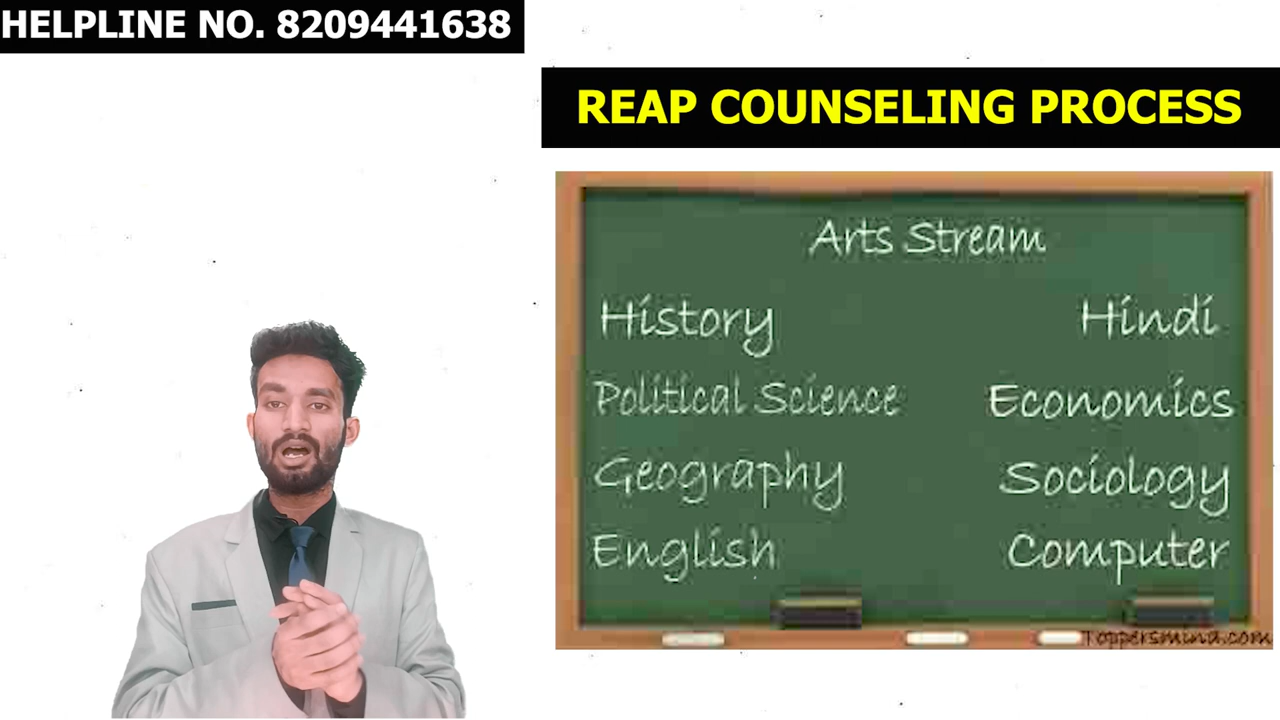 HELPLINE NO. 8209441638
REAP COUNSELING PROCESS
Arts Stream
History Hindi
Political Science Economics
Geography Sociology
English Computer
Toppersmind.com